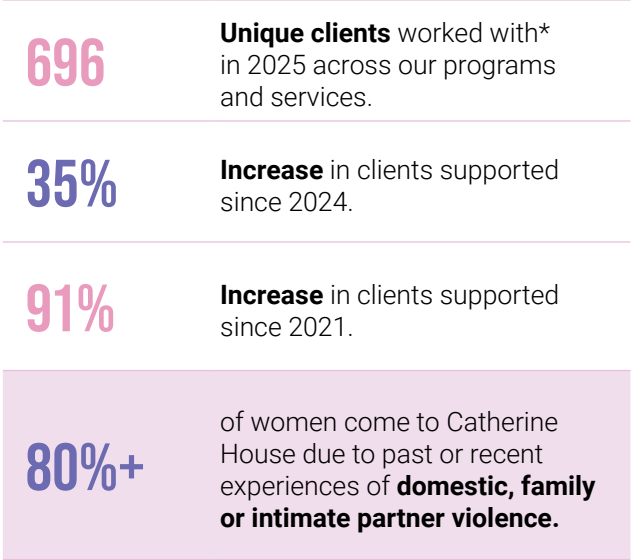 696
Unique clients worked with*
in 2025 across our programs
and services.
35%
Increase in clients supported
since 2024.
91%
Increase in clients supported
since 2021.
80%+
of women come to Catherine
House due to past or recent
experiences of domestic, family
or intimate partner violence.